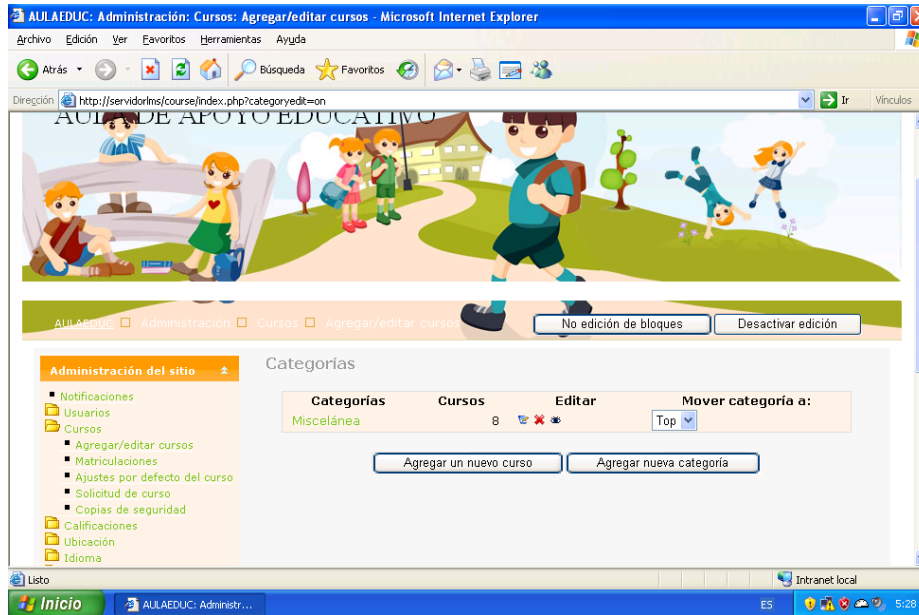 AULAEDUC: Administración: Cursos: Agregar/editar cursos - Microsoft Internet Explorer
Archivo Edición Ver Favoritos Herramientas Ayuda
Atrás Búsqueda Favoritos
Dirección http://servidorlms/course/index.php?categoryedit=on Ir Vínculos
AULA DE APOYO EDUCATIVO
AULAEDUC Administración Cursos Agregar/editar cursos No edición de bloques Desactivar edición
Administración del sitio
Notificaciones
Usuarios
Cursos
Agregar/editar cursos
Matriculaciones
Ajustes por defecto del curso
Solicitud de curso
Copias de seguridad
Calificaciones
Ubicación
Idioma
Categorías
Categorías Cursos Editar Mover categoría a:
Miscelánea 8 Top
Agregar un nuevo curso Agregar nueva categoría
Listo Intranet local
Inicio AULAEDUC: Administr... ES 5:28